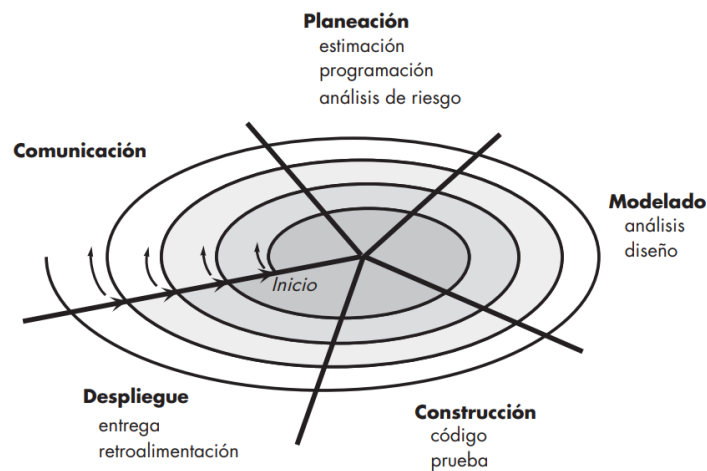 Planeación
estimación
programación
análisis de riesgo
Comunicación
Modelado
análisis
diseño
Inicio
Despliegue
entrega
retroalimentación
Construcción
código
prueba